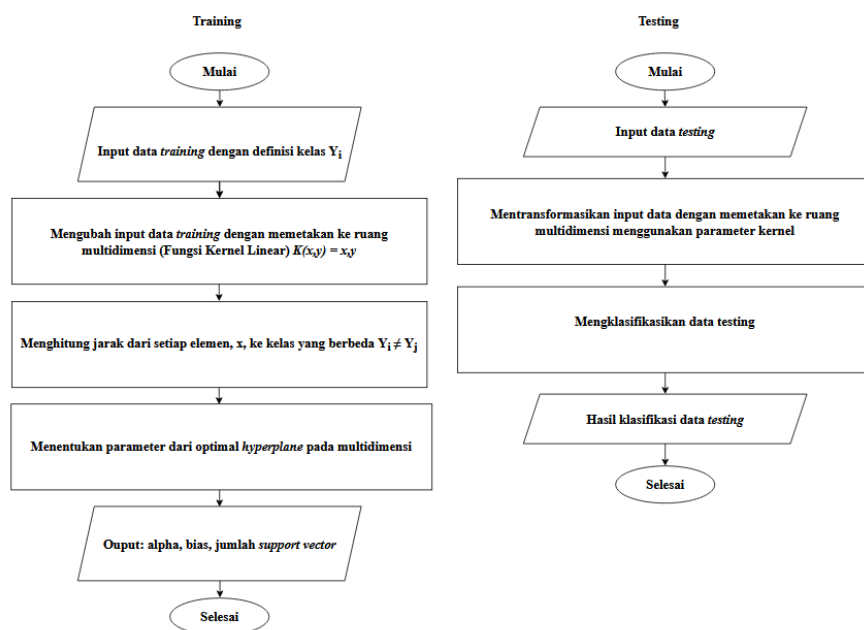 Training
Mulai
Input data training dengan definisi kelas Yi
Mengubah input data training dengan memetakan ke ruang
multidimensi (Fungsi Kernel Linear) K(x,y) = x,y
Menghitung jarak dari setiap elemen, x, ke kelas yang berbeda Yi ≠ Yj
Menentukan parameter dari optimal hyperplane pada multidimensi
Ouput: alpha, bias, jumlah support vector
Selesai
Testing
Mulai
Input data testing
Mentransformasikan input data dengan memetakan ke ruang
multidimensi menggunakan parameter kernel
Mengklasifikasikan data testing
Hasil klasifikasi data testing
Selesai